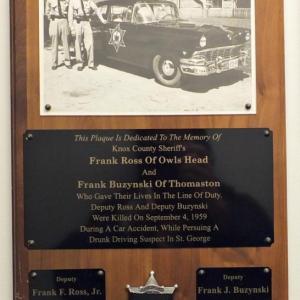 This Plaque Is Dedicated To The Memory Of
Knox County Sheriff's
Frank Ross Of Owls Head
And
Frank Buzynski Of Thomaston
Who Gave Their Lives In The Line Of Duty.
Deputy Ross And Deputy Buzynski
Were Killed On September 4, 1959
During A Car Accident, While Persuing A
Drunk Driving Suspect In St. George
Deputy
Frank F. Ross, Jr.
Deputy
Frank J. Buzynski